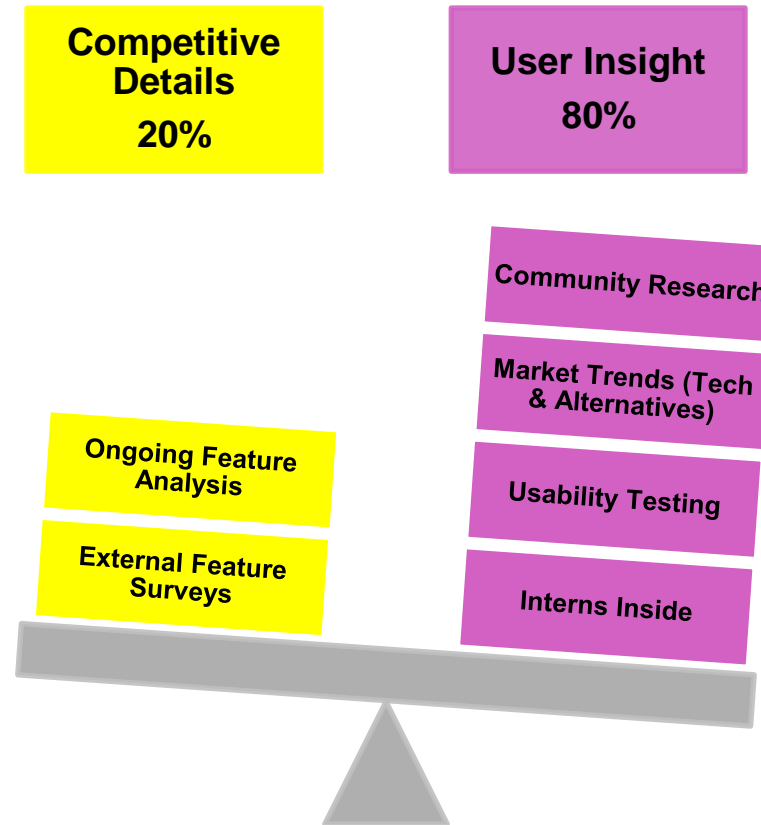 Competitive
Details
20%
User Insight
80%
Community Research
Market Trends (Tech
& Alternatives)
Usability Testing
Interns Inside
Ongoing Feature
Analysis
External Feature
Surveys